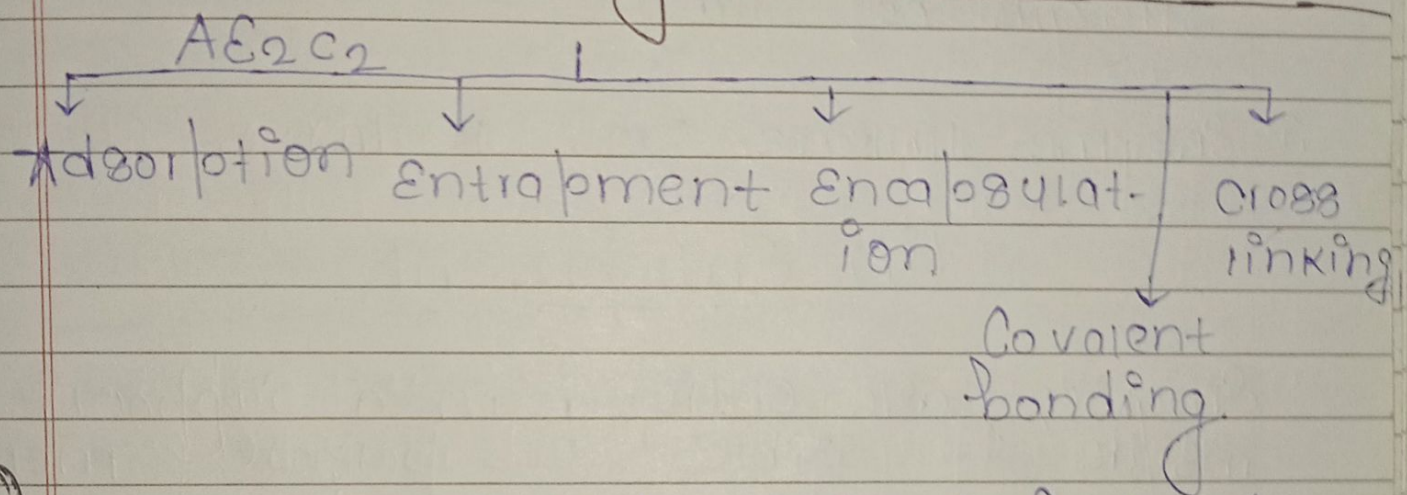 AE2C2
Adsorption Entrapment Encapsulat-
ion
Cross
linking
Covalent
bonding.